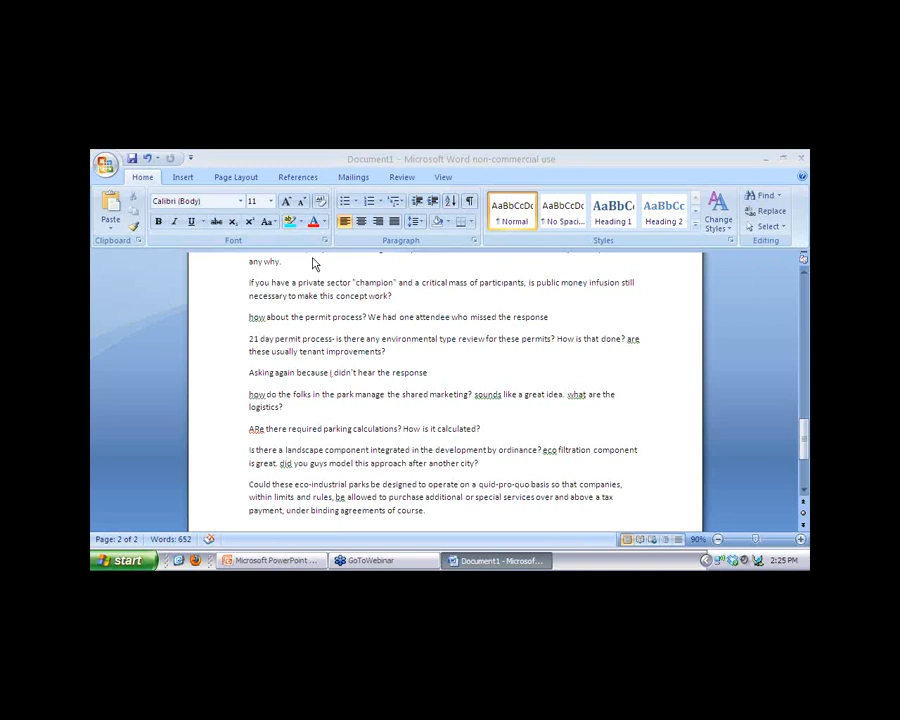 Document1 - Microsoft Word non-commercial use
Home Insert Page Layout References Mailings Review View
Paste
Clipboard
Calibri (Body) 11
B I U abc x₂ x² Aa
Font
Paragraph
AaBbCcDc AaBbCcDc AaBbC AaBbCc
¶ Normal ¶ No Spaci... Heading 1 Heading 2
Styles
Change
Styles
Find
Replace
Select
Editing
any why.
If you have a private sector "champion" and a critical mass of participants, is public money infusion still
necessary to make this concept work?
how about the permit process? We had one attendee who missed the response
21 day permit process- is there any environmental type review for these permits? How is that done? are
these usually tenant improvements?
Asking again because i didn't hear the response
how do the folks in the park manage the shared marketing? sounds like a great idea. what are the
logistics?
ARe there required parking calculations? How is it calculated?
Is there a landscape component integrated in the development by ordinance? eco filtration component
is great. did you guys model this approach after another city?
Could these eco-industrial parks be designed to operate on a quid-pro-quo basis so that companies,
within limits and rules, be allowed to purchase additional or special services over and above a tax
payment, under binding agreements of course.
Page: 2 of 2 Words: 652 90%
start Microsoft PowerPoint ... GoToWebinar Document1 - Microsof... 2:25 PM